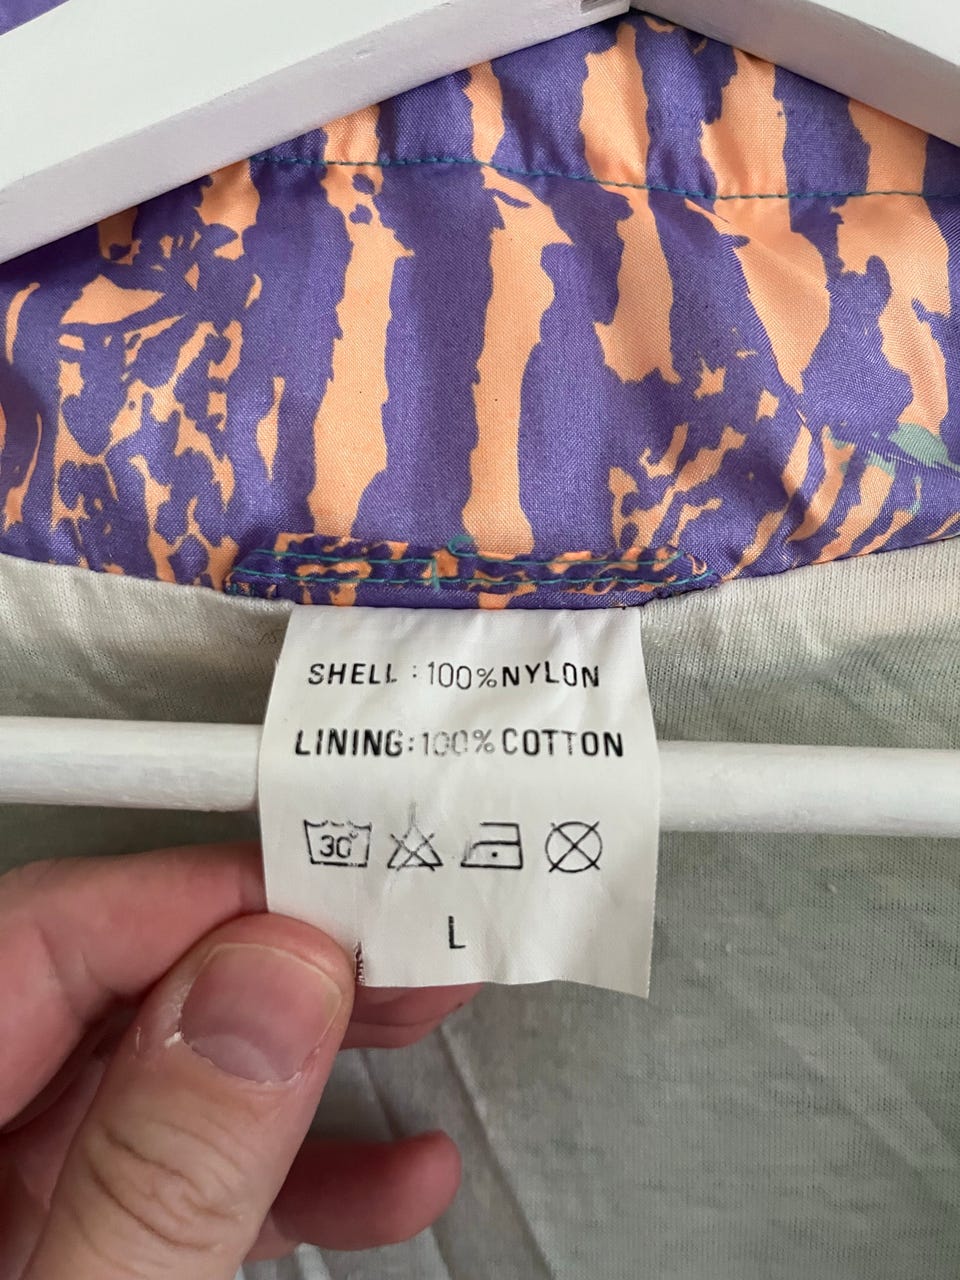 SHELL : 100% NYLON
LINING: 100% COTTON
30°
L